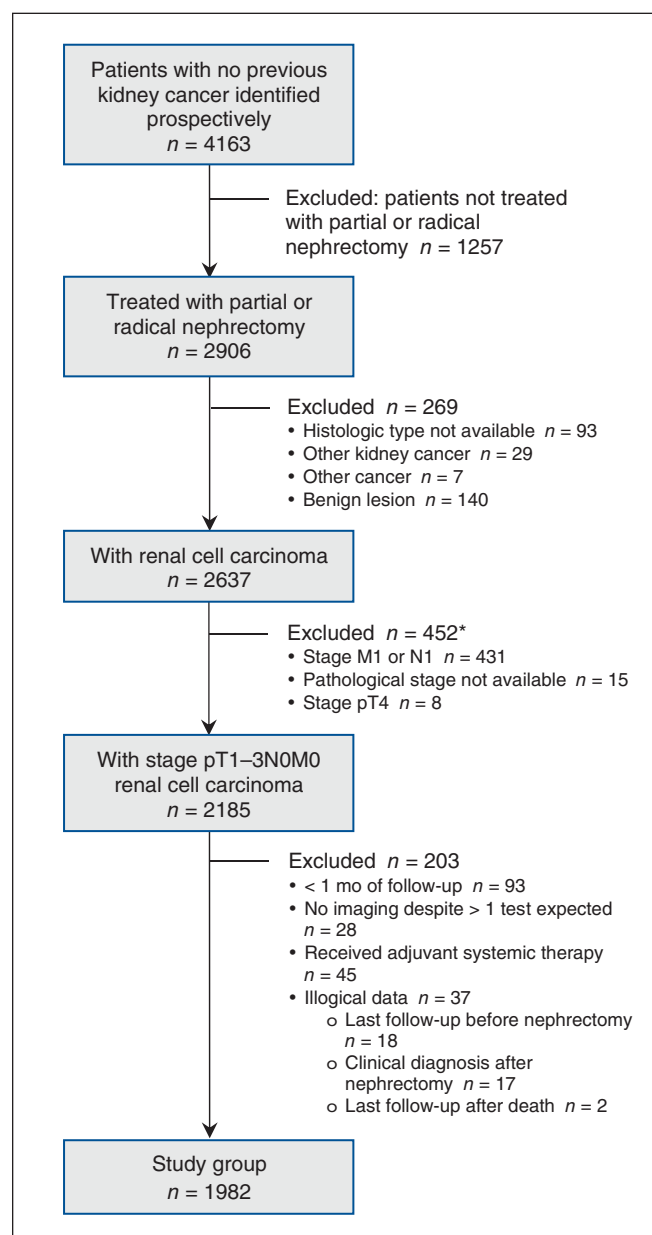 Patients with no previous
kidney cancer identified
prospectively
n = 4163
Excluded: patients not treated
with partial or radical
nephrectomy n = 1257
Treated with partial or
radical nephrectomy
n = 2906
Excluded n = 269
• Histologic type not available n = 93
• Other kidney cancer n = 29
• Other cancer n = 7
• Benign lesion n = 140
With renal cell carcinoma
n = 2637
Excluded n = 452*
• Stage M1 or N1 n = 431
• Pathological stage not available n = 15
• Stage pT4 n = 8
With stage pT1–3N0M0
renal cell carcinoma
n = 2185
Excluded n = 203
• < 1 mo of follow-up n = 93
• No imaging despite > 1 test expected
n = 28
• Received adjuvant systemic therapy
n = 45
• Illogical data n = 37
o Last follow-up before nephrectomy
n = 18
o Clinical diagnosis after
nephrectomy n = 17
o Last follow-up after death n = 2
Study group
n = 1982